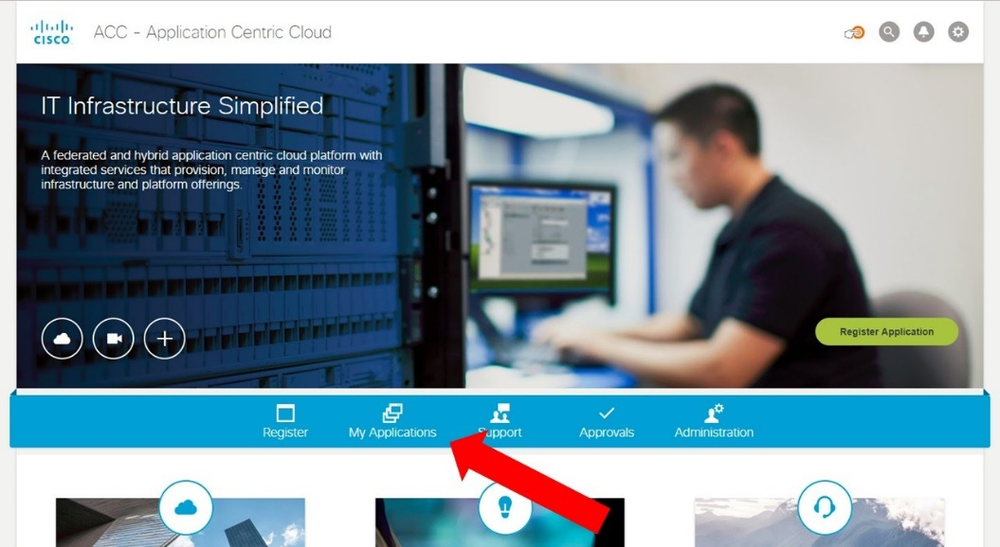 CISCO
ACC - Application Centric Cloud
IT Infrastructure Simplified
A federated and hybrid application centric cloud platform with
integrated services that provision, manage and monitor
infrastructure and platform offerings.
Register Application
Register
My Applications
Support
Approvals
Administration